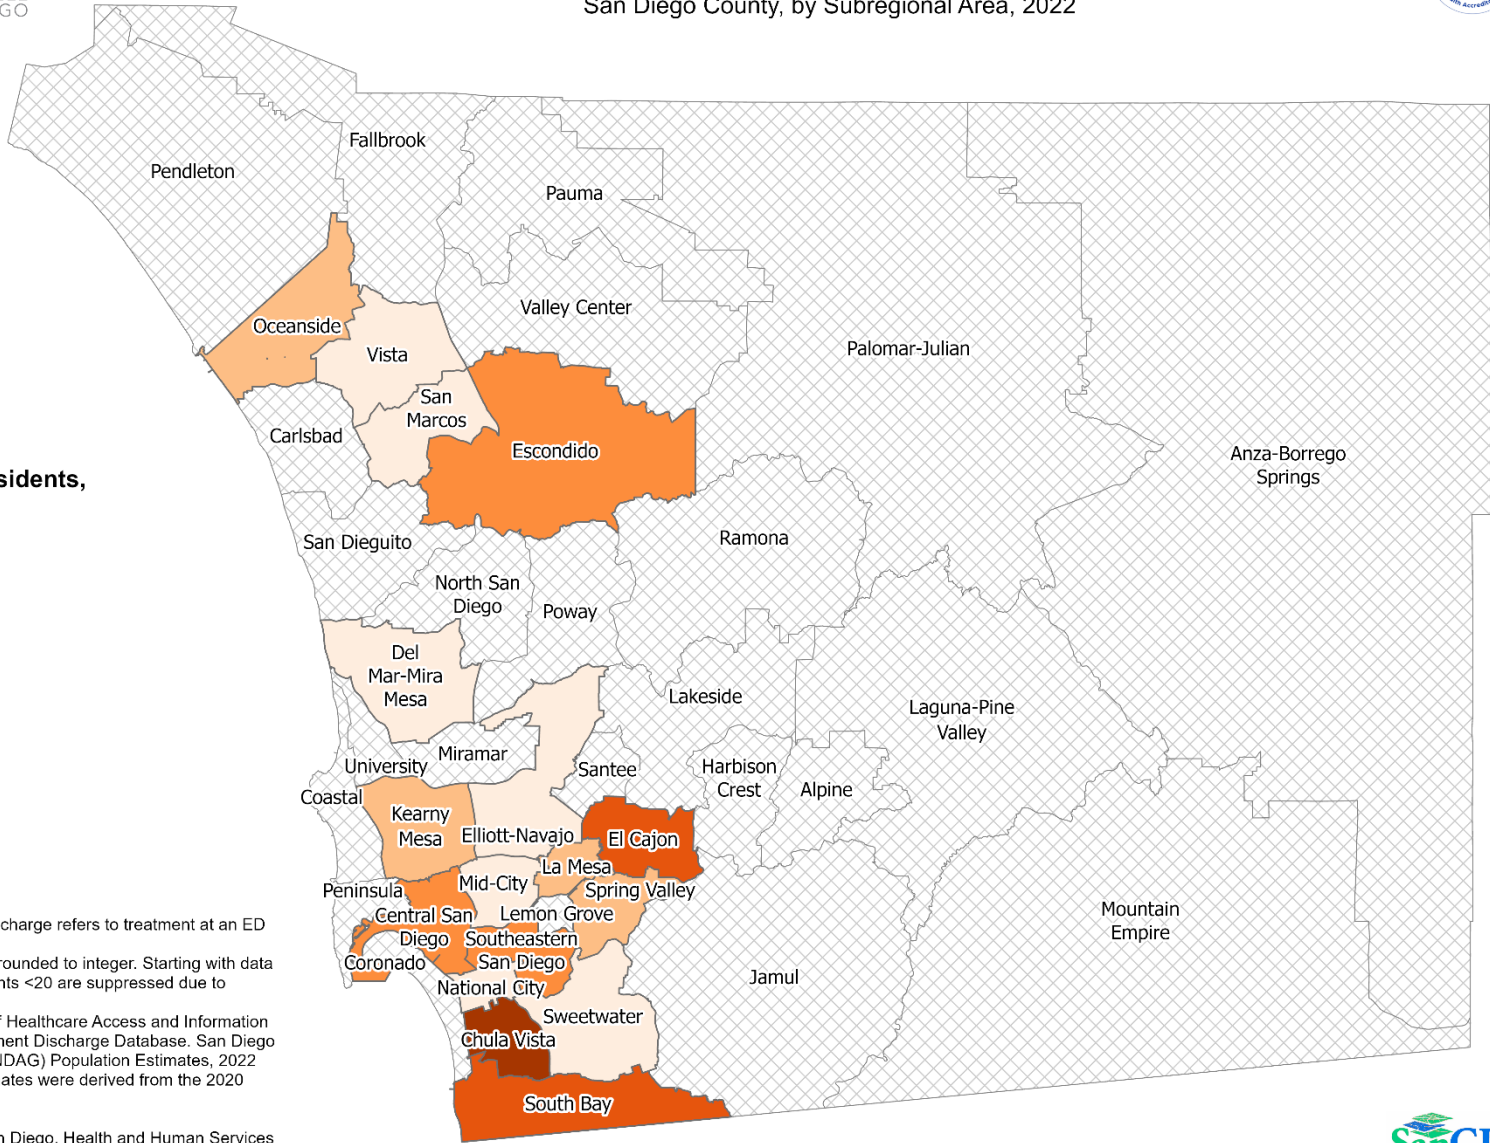 GO
San Diego County, by Subregional Area, 2022
Fallbrook
Pendleton
Pauma
Valley Center
Oceanside
Vista
Palomar-Julian
San
Marcos
Carlsbad
Escondido
Anza-Borrego
Springs
sidents,
San Dieguito
Ramona
North San
Diego
Poway
Del
Mar-Mira
Mesa
Lakeside
Laguna-Pine
Valley
Miramar
University
Santee
Harbison
Crest
Alpine
Coastal
Kearny
Mesa
Elliott-Navajo
El Cajon
La Mesa
Mid-City
Peninsula
Spring Valley
Central San
Diego
Lemon Grove
Mountain
Empire
Southeastern
San Diego
Coronado
Jamul
National City
Sweetwater
Chula Vista
South Bay
charge refers to treatment at an ED
rounded to integer. Starting with data
nts <20 are suppressed due to
f Healthcare Access and Information
ment Discharge Database. San Diego
NDAG) Population Estimates, 2022
ates were derived from the 2020
n Diego, Health and Human Services